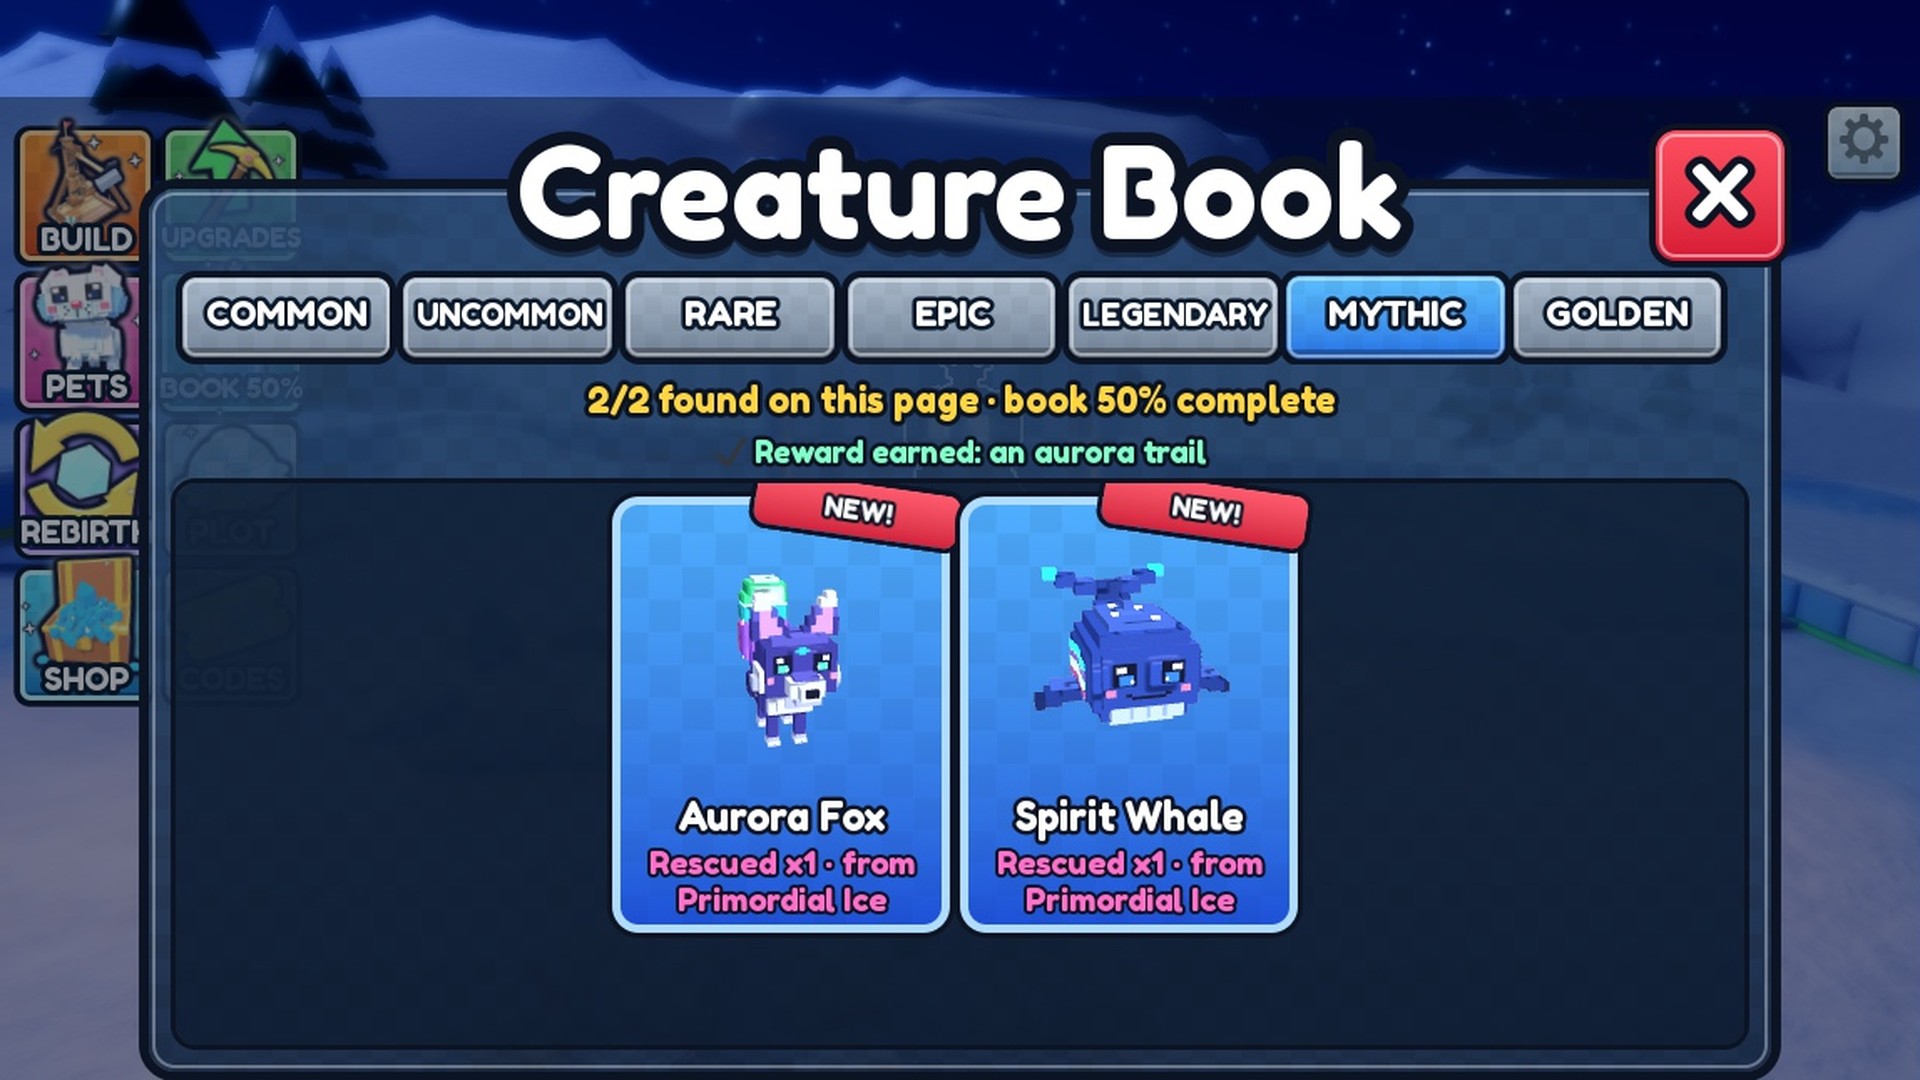 Creature Book
BUILD
UPGRADES
COMMON
UNCOMMON
RARE
EPIC
LEGENDARY
MYTHIC
GOLDEN
PETS
BOOK 50%
2/2 found on this page · book 50% complete
✓ Reward earned: an aurora trail
REBIRTH
PLOT
SHOP
CODES
NEW!
NEW!
Aurora Fox
Rescued x1 · from
Primordial Ice
Spirit Whale
Rescued x1 · from
Primordial Ice